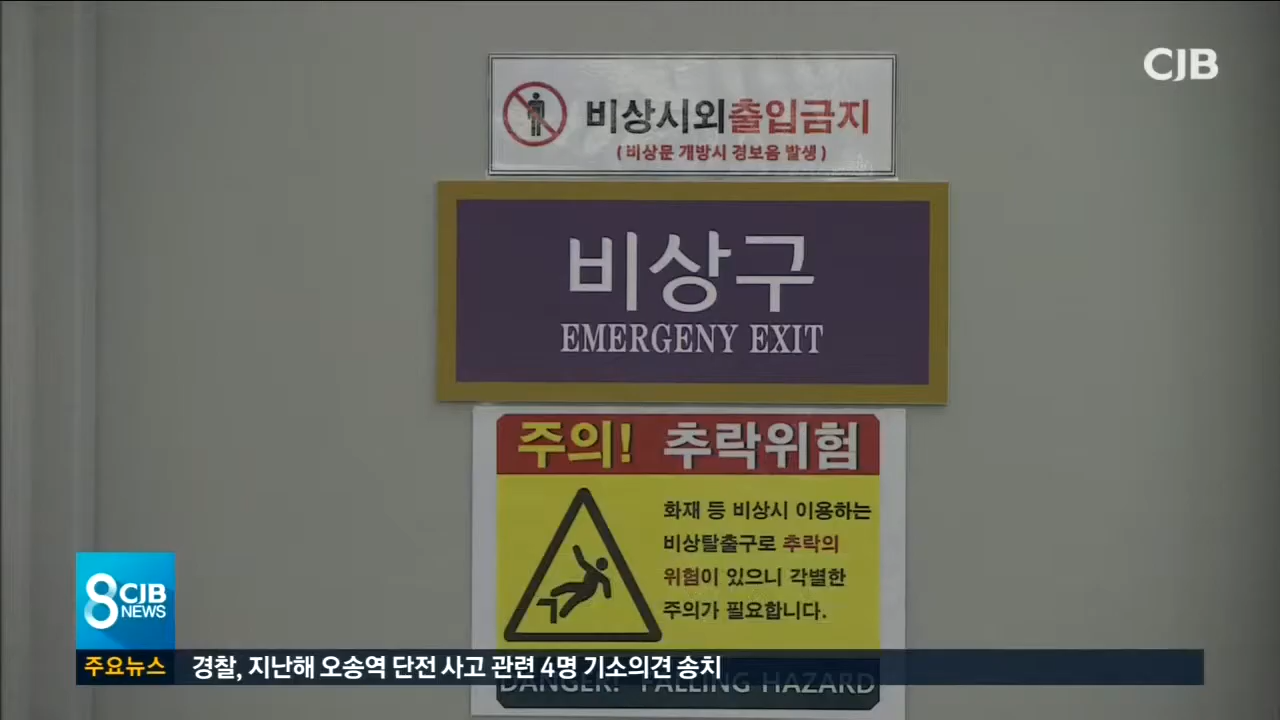 CJB
비상시외출입금지
( 비상문 개방시 경보음 발생 )
비상구
EMERGENY EXIT
주의! 추락위험
화재 등 비상시 이용하는
비상탈출구로 추락의
위험이 있으니 각별한
주의가 필요합니다.
8 CJB NEWS
주요뉴스 경찰, 지난해 오송역 단전 사고 관련 4명 기소의견 송치
DANGER! FALLING HAZARD